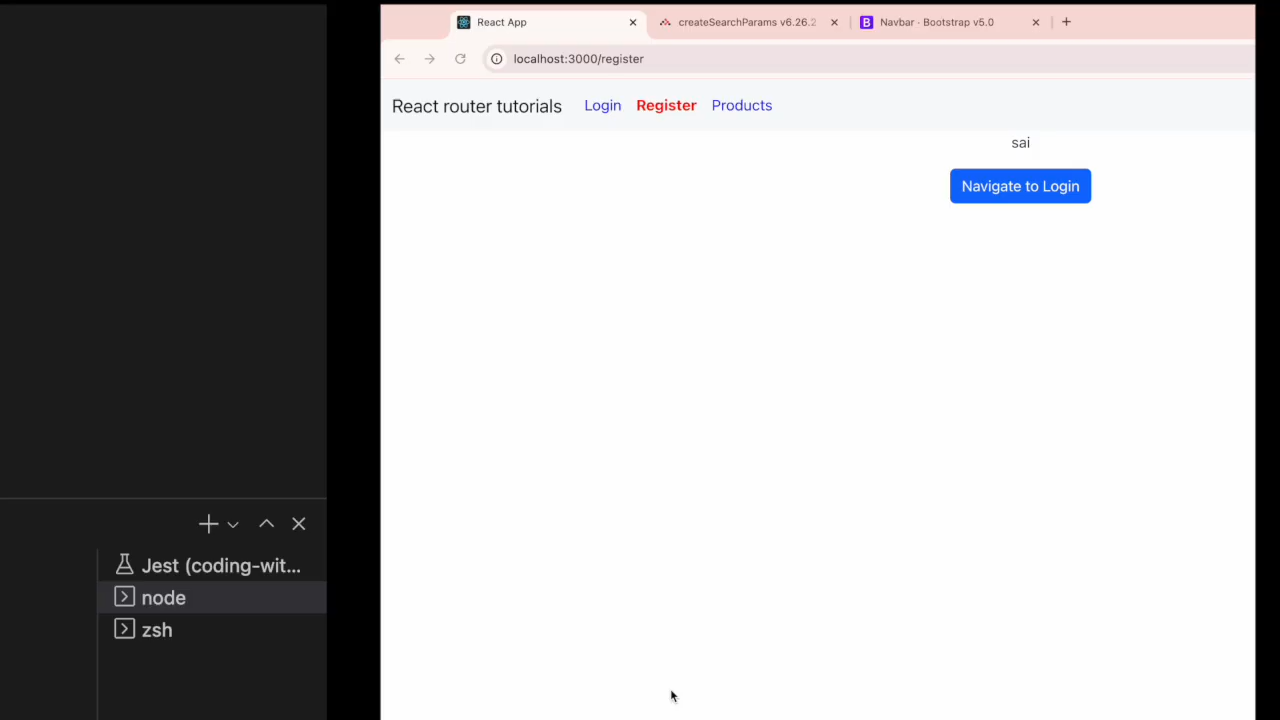 React App
createSearchParams v6.26.2
Navbar · Bootstrap v5.0
localhost:3000/register
React router tutorials
Login
Register
Products
sai
Navigate to Login
Jest (coding-wit...
node
zsh